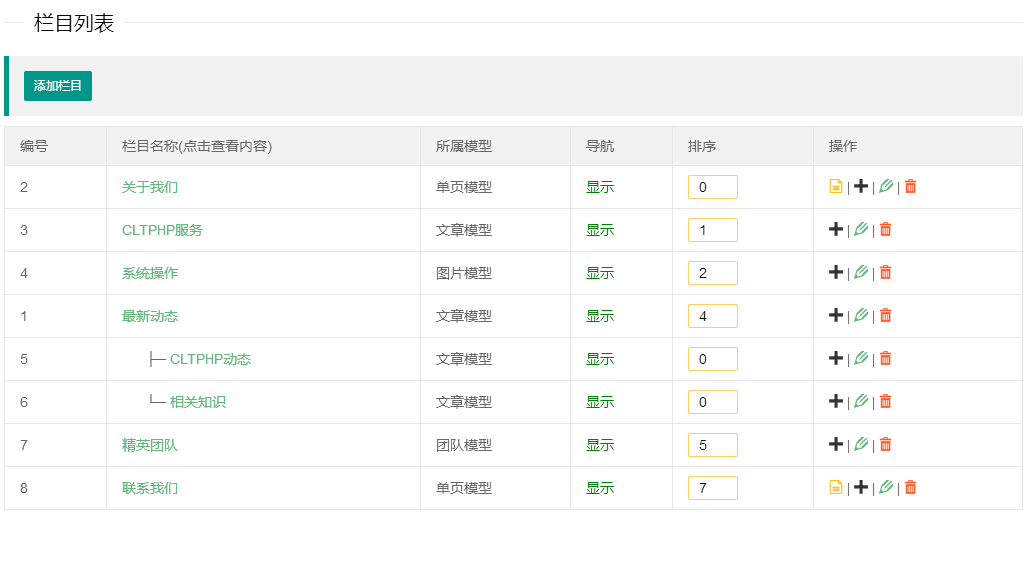 栏目列表
添加栏目
编号 栏目名称(点击查看内容) 所属模型 导航 排序 操作
2 关于我们 单页模型 显示 0 | | |
3 CLTPHP服务 文章模型 显示 1 | |
4 系统操作 图片模型 显示 2 | |
1 最新动态 文章模型 显示 4 | |
5 ├─ CLTPHP动态 文章模型 显示 0 | |
6 └─ 相关知识 文章模型 显示 0 | |
7 精英团队 团队模型 显示 5 | |
8 联系我们 单页模型 显示 7 | | |